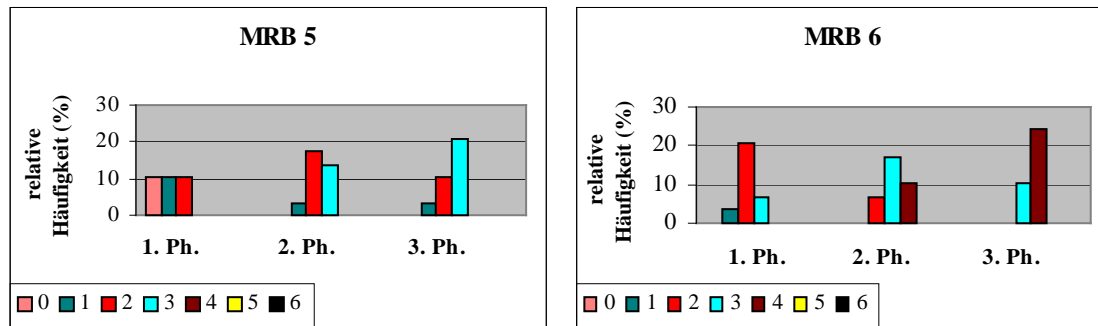 MRB 5
relative
Häufigkeit (%)
30
20
10
0
1. Ph.
2. Ph.
3. Ph.
0 1 2 3 4 5 6
MRB 6
relative
Häufigkeit (%)
30
20
10
0
1. Ph.
2. Ph.
3. Ph.
0 1 2 3 4 5 6